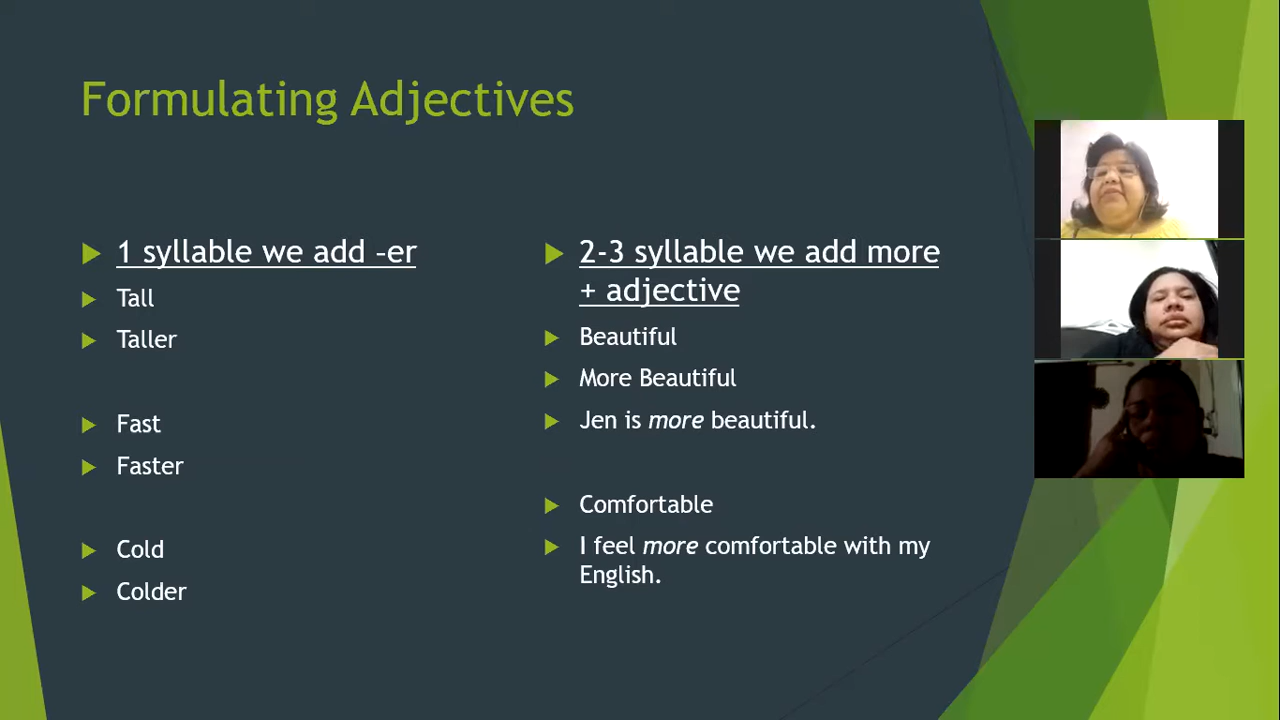 Formulating Adjectives
1 syllable we add –er
Tall
Taller
Fast
Faster
Cold
Colder
2-3 syllable we add more
+ adjective
Beautiful
More Beautiful
Jen is more beautiful.
Comfortable
I feel more comfortable with my
English.